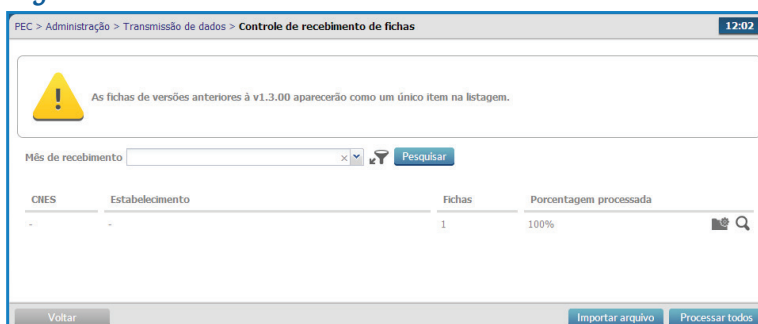 PEC > Administração > Transmissão de dados > Controle de recebimento de fichas 12:02
As fichas de versões anteriores à v1.3.00 aparecerão como um único item na listagem.
Mês de recebimento Pesquisar
CNES Estabelecimento Fichas Porcentagem processada
- - 1 100%
Voltar Importar arquivo Processar todos